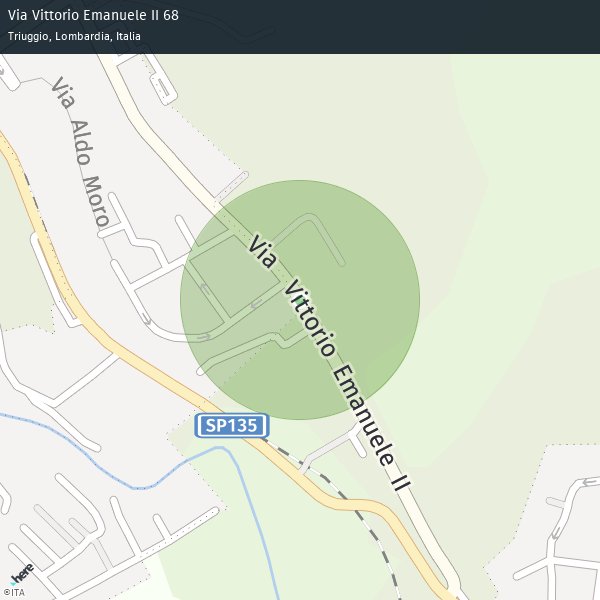 Via Vittorio Emanuele II 68
Triuggio, Lombardia, Italia
Via Aldo Moro
Via Vittorio Emanuele II
SP135
here
©ITA